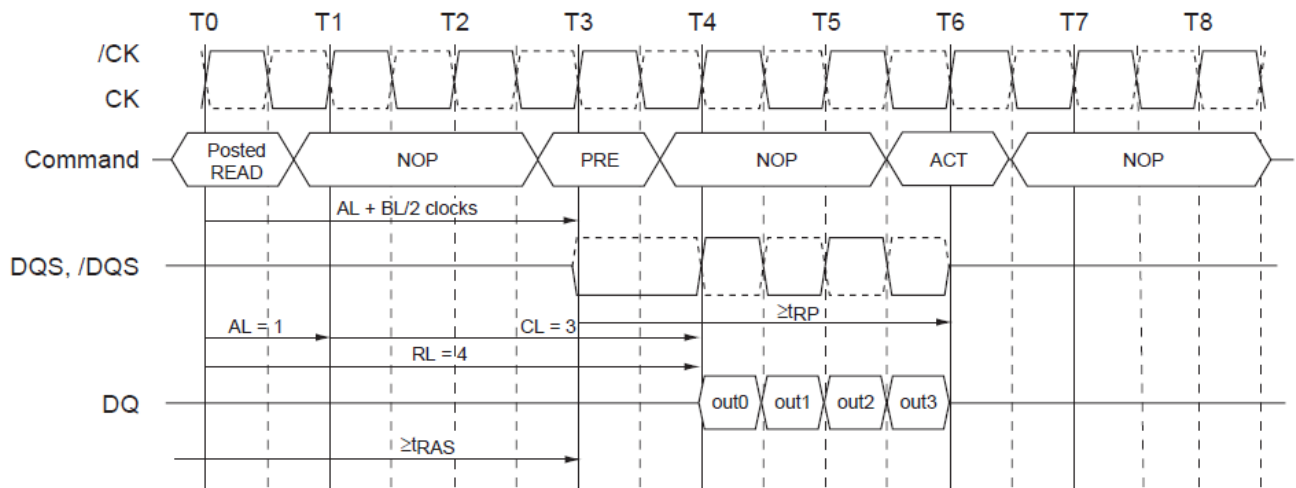 T0 T1 T2 T3 T4 T5 T6 T7 T8
/CK
CK
Command Posted READ NOP PRE NOP ACT NOP
AL + BL/2 clocks
DQS, /DQS
≥tRP
AL = 1 CL = 3
RL = 4
DQ out0 out1 out2 out3
≥tRAS